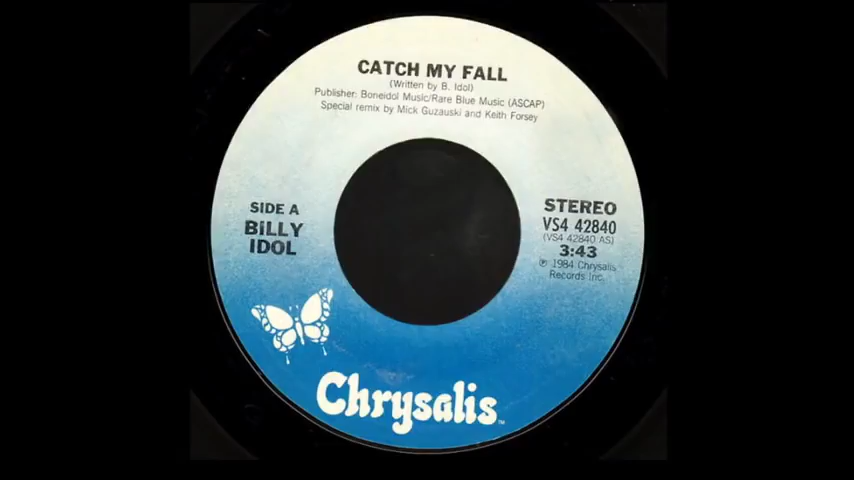 CATCH MY FALL
(Written by B. Idol)
Publisher: Boneidol Music/Rare Blue Music (ASCAP)
Special remix by Mick Guzauski and Keith Forsey
SIDE A
BILLY
IDOL
STEREO
VS4 42840
(VS4 42840 AS)
3:43
℗ 1984 Chrysalis
Records Inc.
Chrysalis™